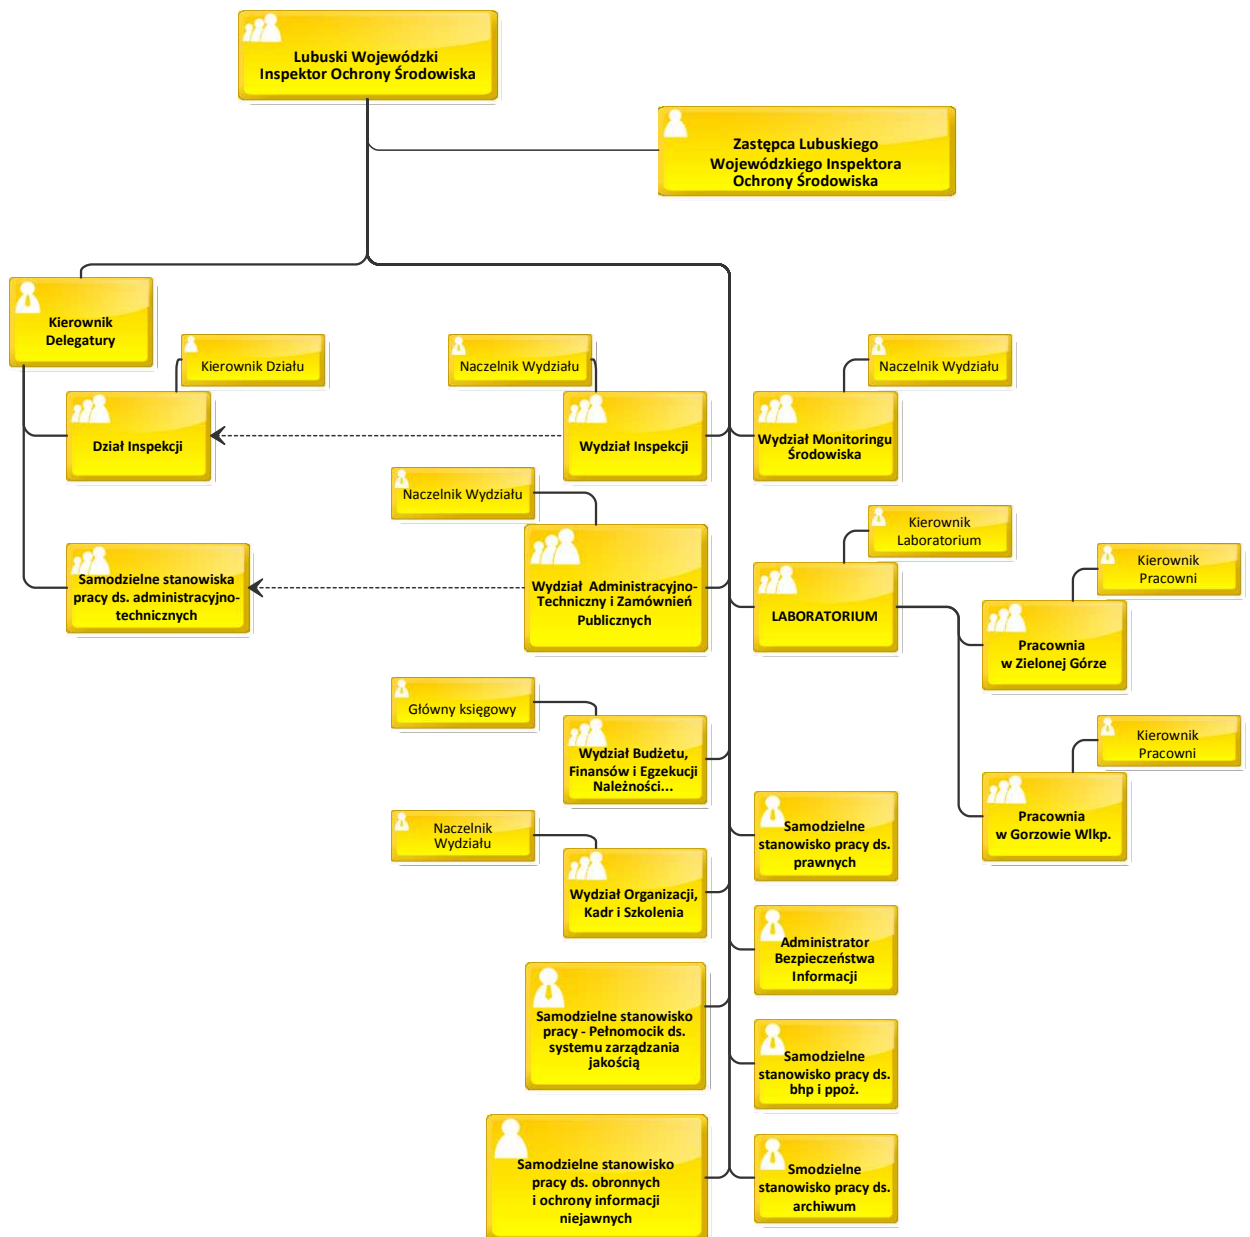 Lubuski Wojewódzki
Inspektor Ochrony Środowiska
Zastępca Lubuskiego
Wojewódzkiego Inspektora
Ochrony Środowiska
Kierownik
Delegatury
Kierownik Działu
Dział Inspekcji
Samodzielne stanowiska
pracy ds. administracyjno-
technicznych
Naczelnik Wydziału
Wydział Inspekcji
Naczelnik Wydziału
Wydział Monitoringu
Środowiska
Naczelnik Wydziału
Wydział Administracyjno-
Techniczny i Zamównień
Publicznych
Kierownik
Laboratorium
LABORATORIUM
Kierownik
Pracowni
Pracownia
w Zielonej Górze
Kierownik
Pracowni
Pracownia
w Gorzowie Wlkp.
Główny księgowy
Wydział Budżetu,
Finansów i Egzekucji
Należności...
Naczelnik
Wydziału
Wydział Organizacji,
Kadr i Szkolenia
Samodzielne
stanowisko pracy ds.
prawnych
Administrator
Bezpieczeństwa
Informacji
Samodzielne stanowisko
pracy - Pełnomocik ds.
systemu zarządzania
jakością
Samodzielne
stanowisko pracy ds.
bhp i ppoż.
Samodzielne stanowisko
pracy ds. obronnych
i ochrony informacji
niejawnych
Smodzielne
stanowisko pracy ds.
archiwum